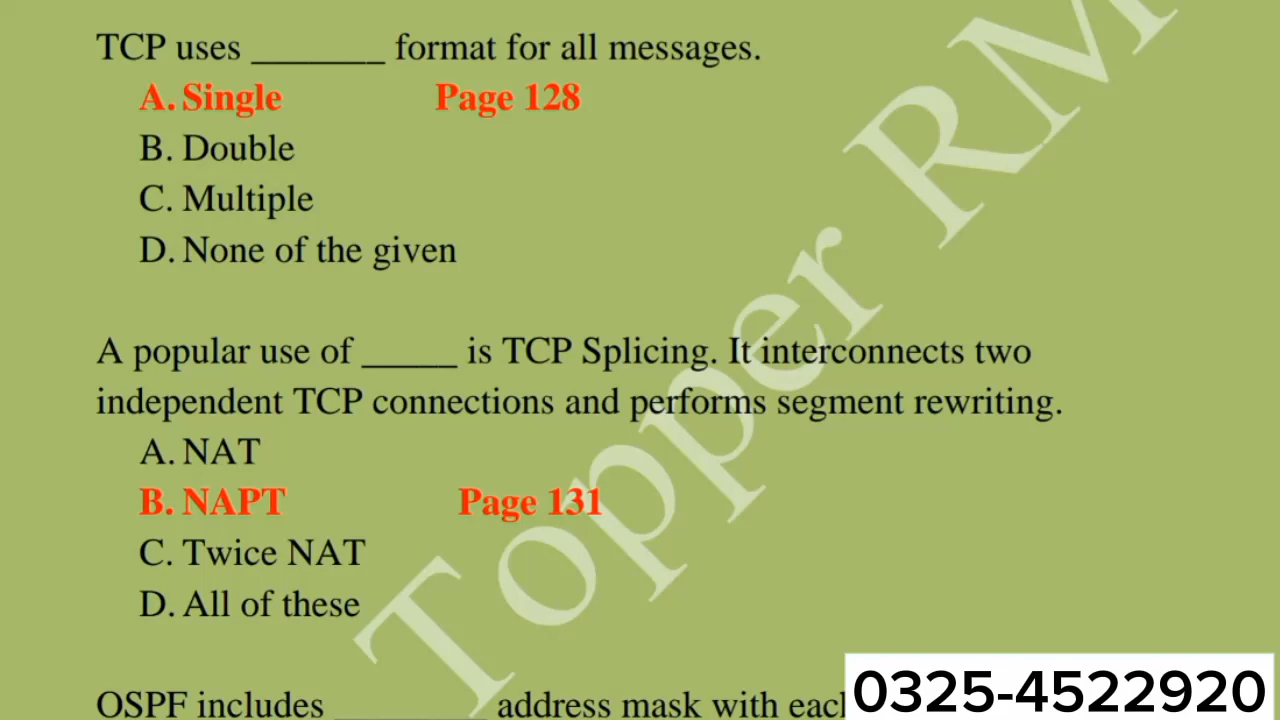 TCP uses _______ format for all messages.
A. Single Page 128
B. Double
C. Multiple
D. None of the given
A popular use of _____ is TCP Splicing. It interconnects two
independent TCP connections and performs segment rewriting.
A. NAT
B. NAPT Page 131
C. Twice NAT
D. All of these
OSPF includes ________ address mask with each
0325-4522920
Topper RM